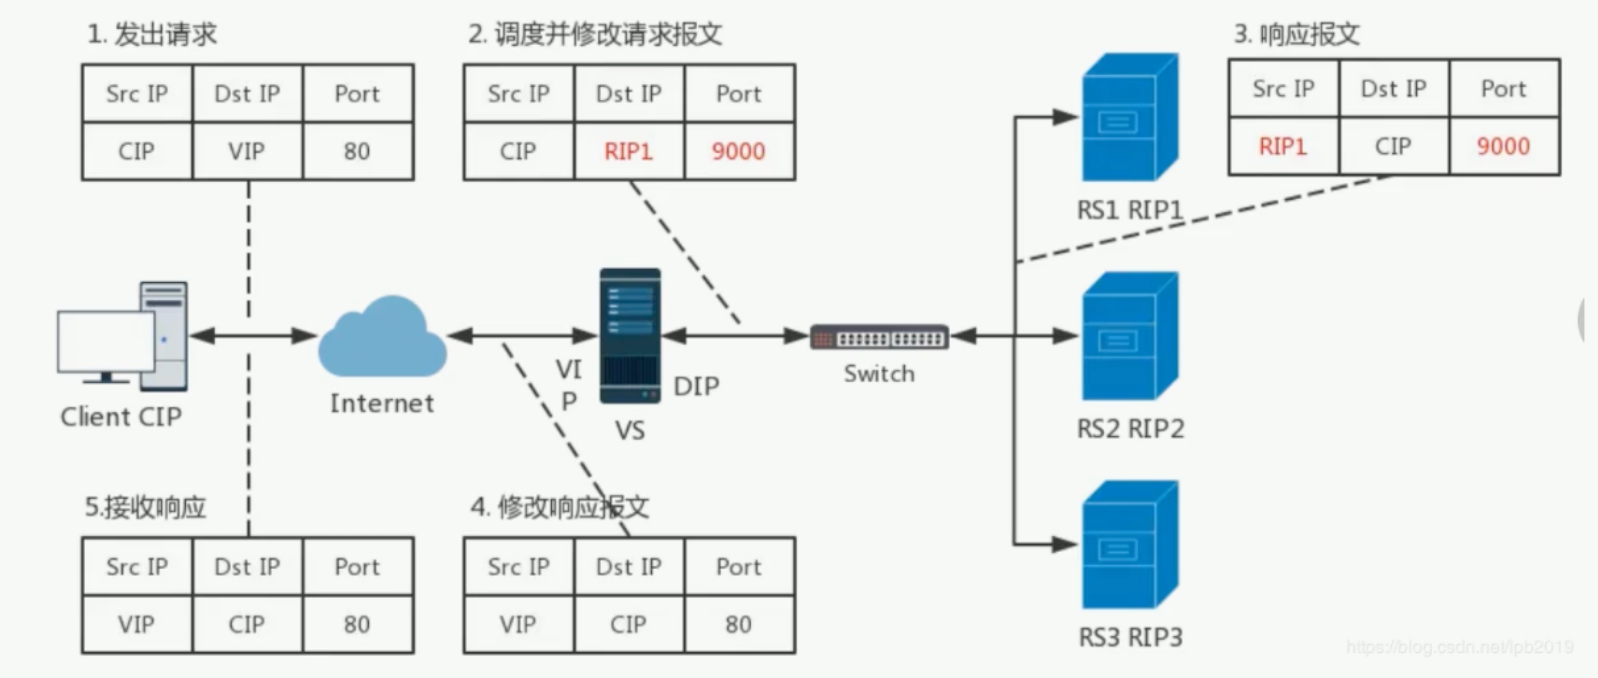 1. 发出请求
Src IP Dst IP Port
CIP VIP 80
2. 调度并修改请求报文
Src IP Dst IP Port
CIP RIP1 9000
3. 响应报文
Src IP Dst IP Port
RIP1 CIP 9000
RS1 RIP1
Client CIP
Internet
VI
P
VS
DIP
Switch
RS2 RIP2
5.接收响应
Src IP Dst IP Port
VIP CIP 80
4. 修改响应报文
Src IP Dst IP Port
VIP CIP 80
RS3 RIP3
https://blog.csdn.net/lpb2019